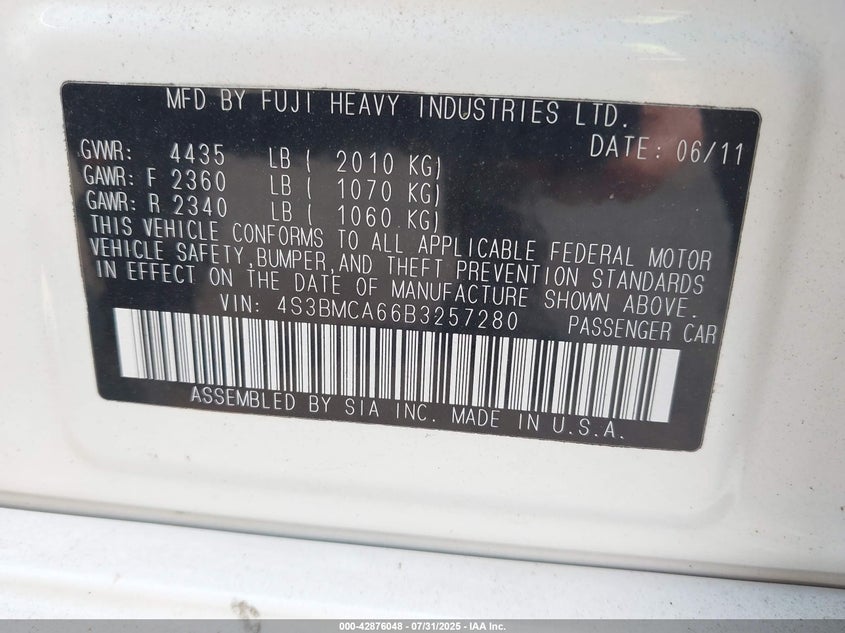 MFD BY FUJI HEAVY INDUSTRIES LTD.
DATE: 06/11
GVWR: 4435 LB ( 2010 KG)
GAWR: F 2360 LB ( 1070 KG)
GAWR: R 2340 LB ( 1060 KG)
THIS VEHICLE CONFORMS TO ALL APPLICABLE FEDERAL MOTOR
VEHICLE SAFETY,BUMPER,AND THEFT PREVENTION STANDARDS
IN EFFECT ON THE DATE OF MANUFACTURE SHOWN ABOVE.
VIN: 4S3BMCA66B3257280 PASSENGER CAR
ASSEMBLED BY SIA INC. MADE IN U.S.A.
000-42876048 - 07/31/2025 - IAA Inc.